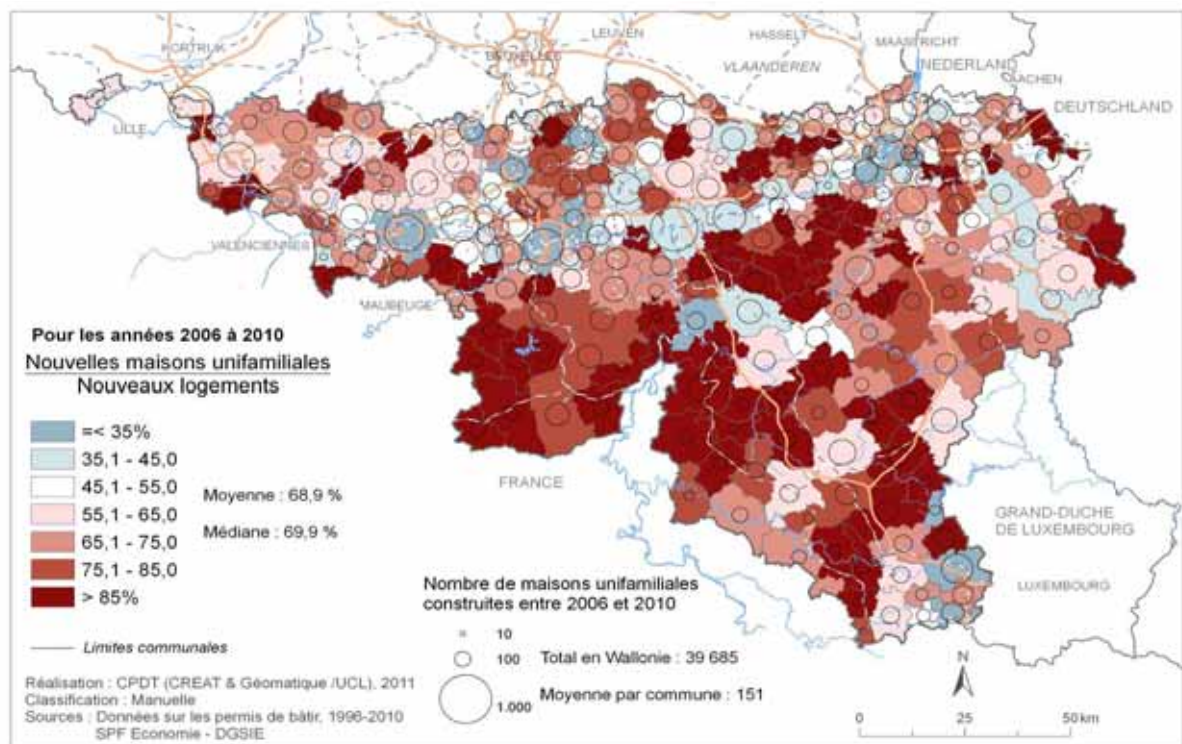 KORTRIJK
BRUXELLES
LEUVEN
HASSELT
MAASTRICHT
VLAANDEREN
NEDERLAND
AACHEN
DEUTSCHLAND
LILLE
VALENCIENNES
MAUBEUGE
FRANCE
GRAND-DUCHE
DE LUXEMBOURG
LUXEMBOURG
Pour les années 2006 à 2010
Nouvelles maisons unifamiliales
Nouveaux logements
=< 35%
35,1 - 45,0
45,1 - 55,0
55,1 - 65,0
65,1 - 75,0
75,1 - 85,0
> 85%
Moyenne : 68,9 %
Médiane : 69,9 %
Limites communales
Réalisation : CPDT (CREAT & Géomatique /UCL), 2011
Classification : Manuelle
Sources : Données sur les permis de bâtir, 1996-2010
SPF Economie - DGSIE
Nombre de maisons unifamiliales
construites entre 2006 et 2010
10
100
1.000
Total en Wallonie : 39 685
Moyenne par commune : 151
N
0 25 50 km